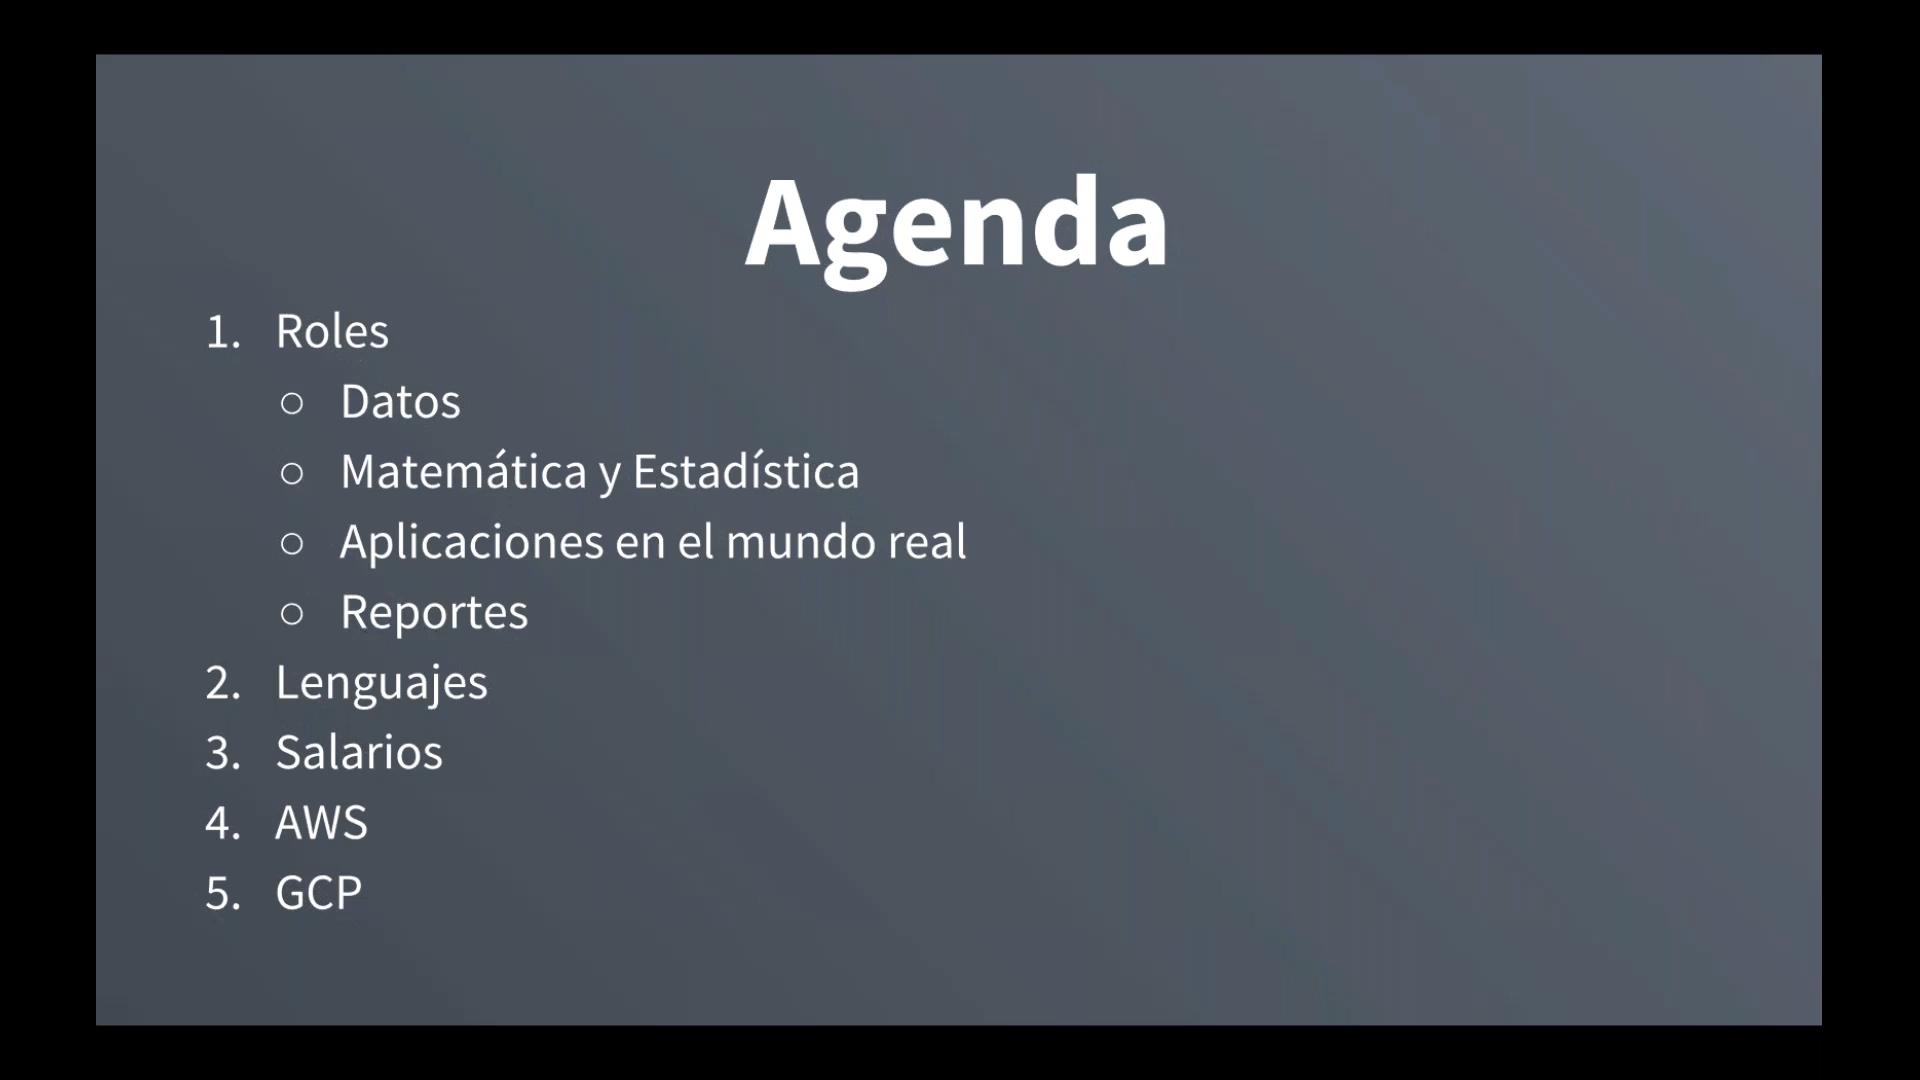 Agenda
1. Roles
○ Datos
○ Matemática y Estadística
○ Aplicaciones en el mundo real
○ Reportes
2. Lenguajes
3. Salarios
4. AWS
5. GCP